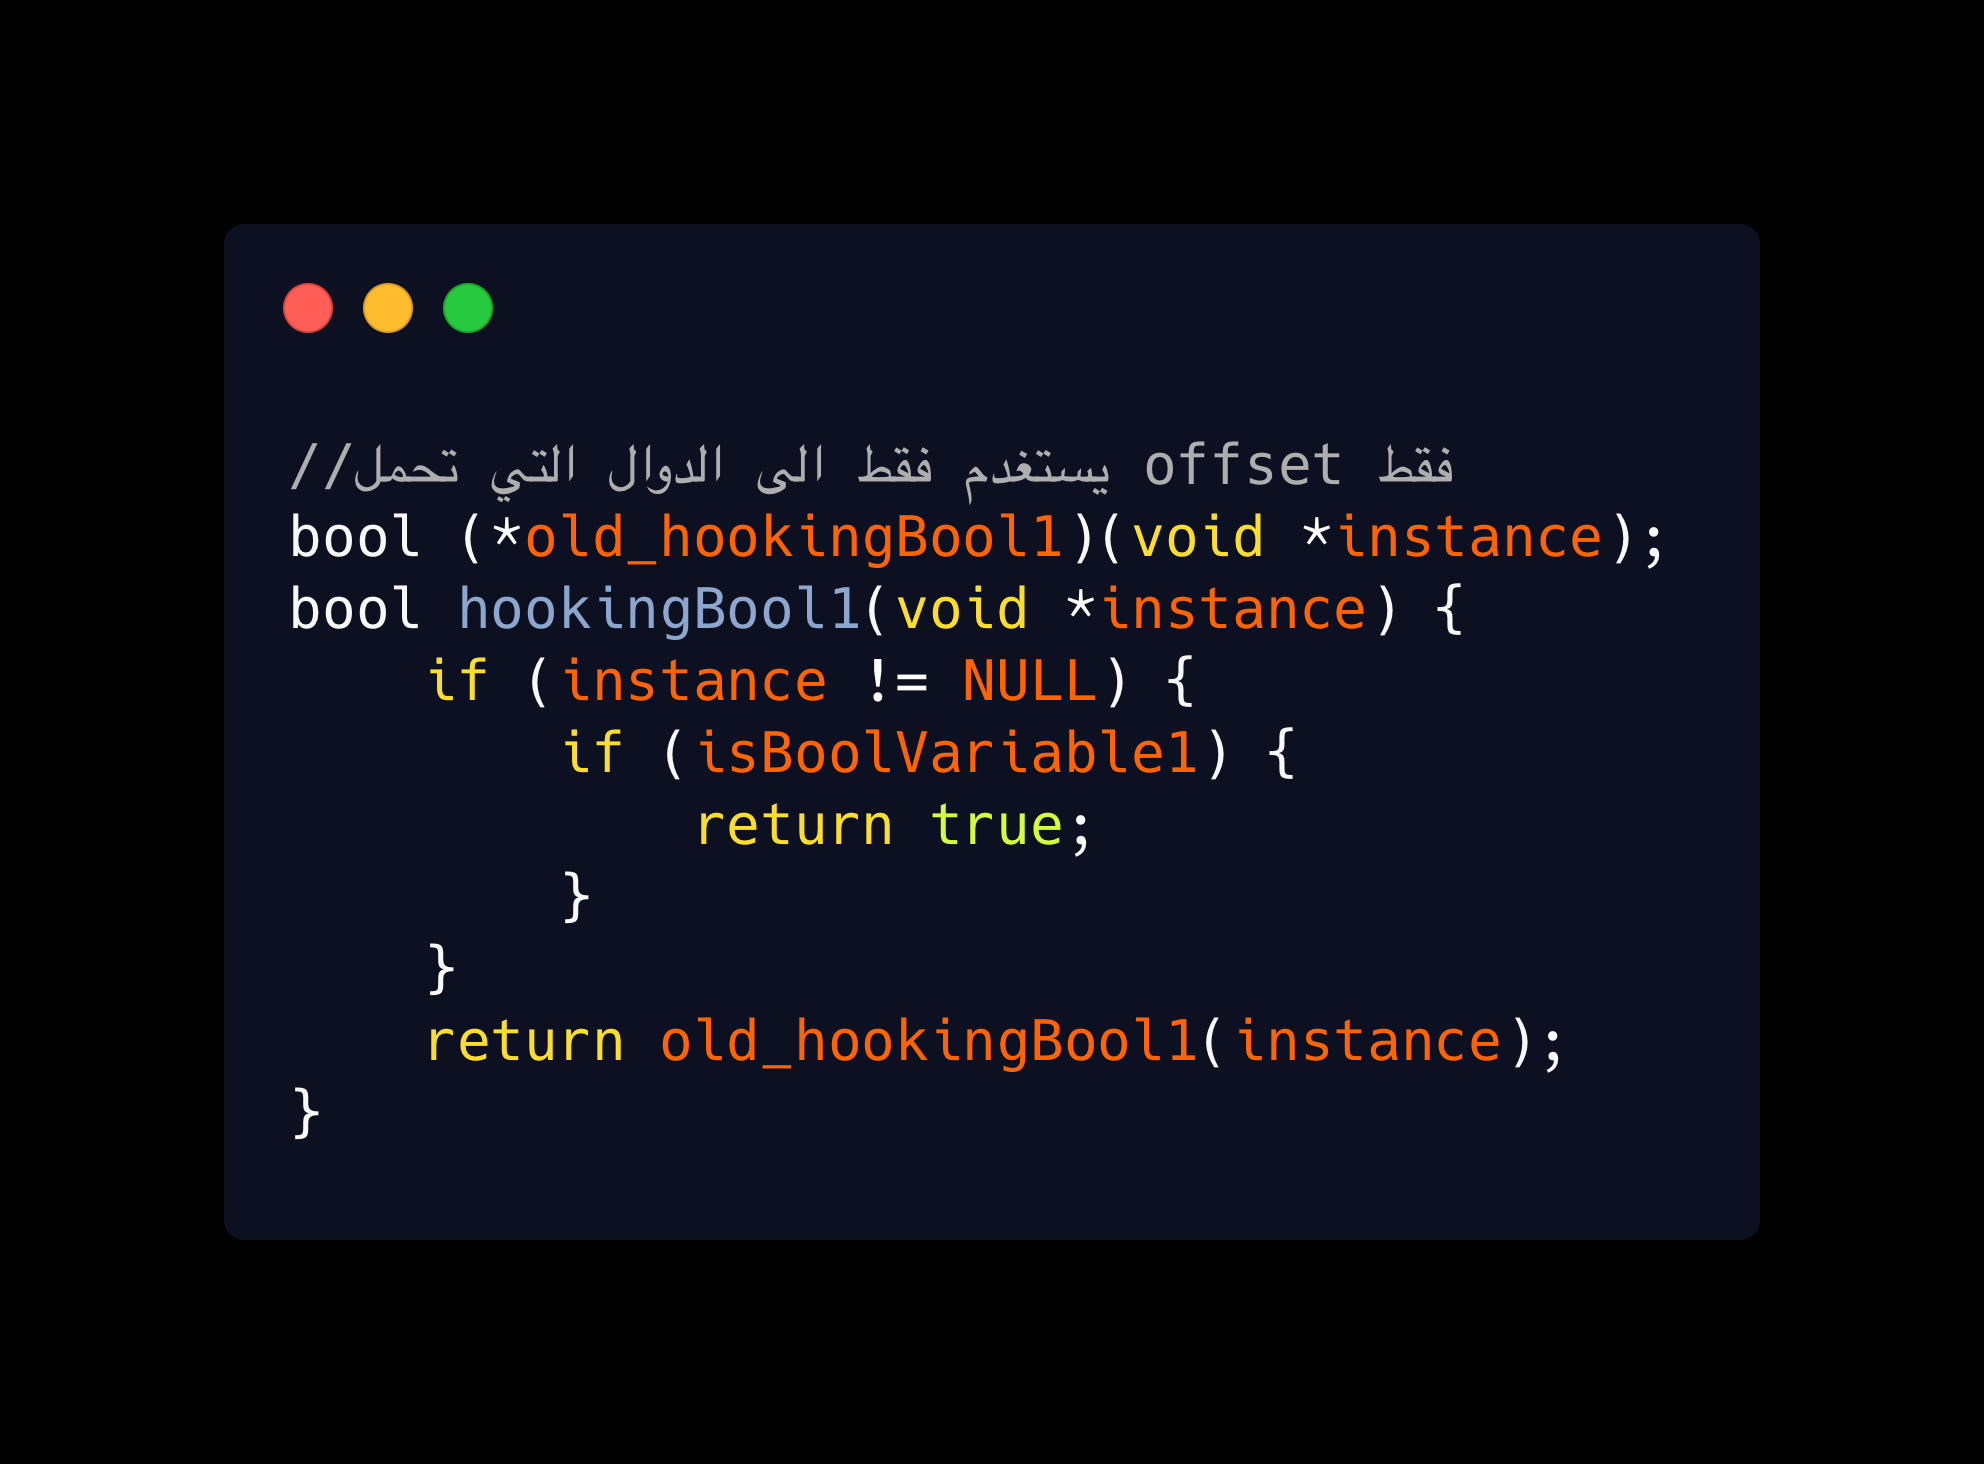 //يستغدم فقط الى الدوال التي تحمل offset فقط
bool (*old_hookingBool1)(void *instance);
bool hookingBool1(void *instance) {
    if (instance != NULL) {
        if (isBoolVariable1) {
            return true;
        }
    }
    return old_hookingBool1(instance);
}